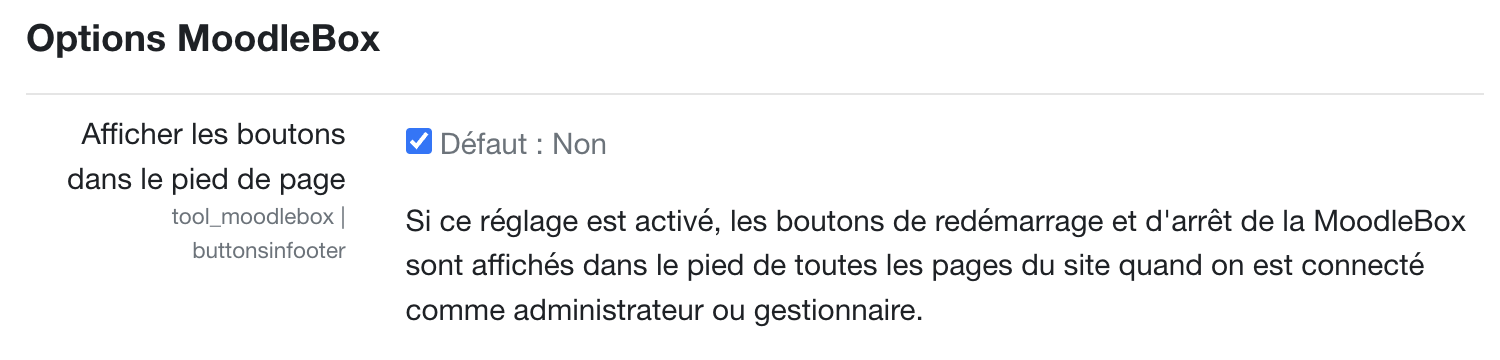 Options MoodleBox
Afficher les boutons
dans le pied de page
tool_moodlebox |
buttonsinfooter
Défaut : Non
Si ce réglage est activé, les boutons de redémarrage et d'arrêt de la MoodleBox
sont affichés dans le pied de toutes les pages du site quand on est connecté
comme administrateur ou gestionnaire.